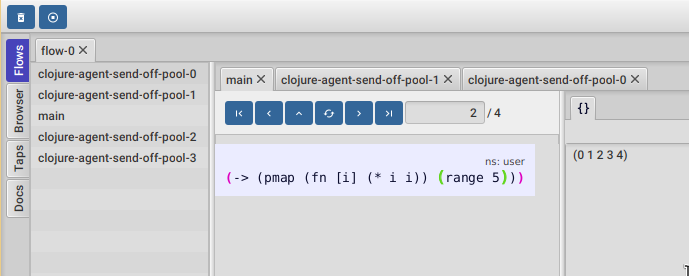 flow-0
Flows
Browser
Taps
Docs
clojure-agent-send-off-pool-0
clojure-agent-send-off-pool-1
main
clojure-agent-send-off-pool-2
clojure-agent-send-off-pool-3
main clojure-agent-send-off-pool-1 clojure-agent-send-off-pool-0
2 / 4
ns: user
(-> (pmap (fn [i] (* i i)) (range 5)))
{}
(0 1 2 3 4)